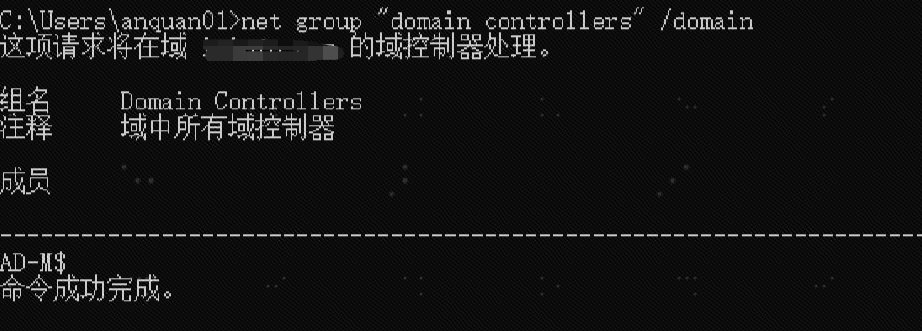 C:\Users\anquan01>net group "domain controllers" /domain
这项请求将在域 的域控制器处理。
组名 Domain Controllers
注释 域中所有域控制器
成员
-------------------------------------------------------------------------------
AD-M$
命令成功完成。